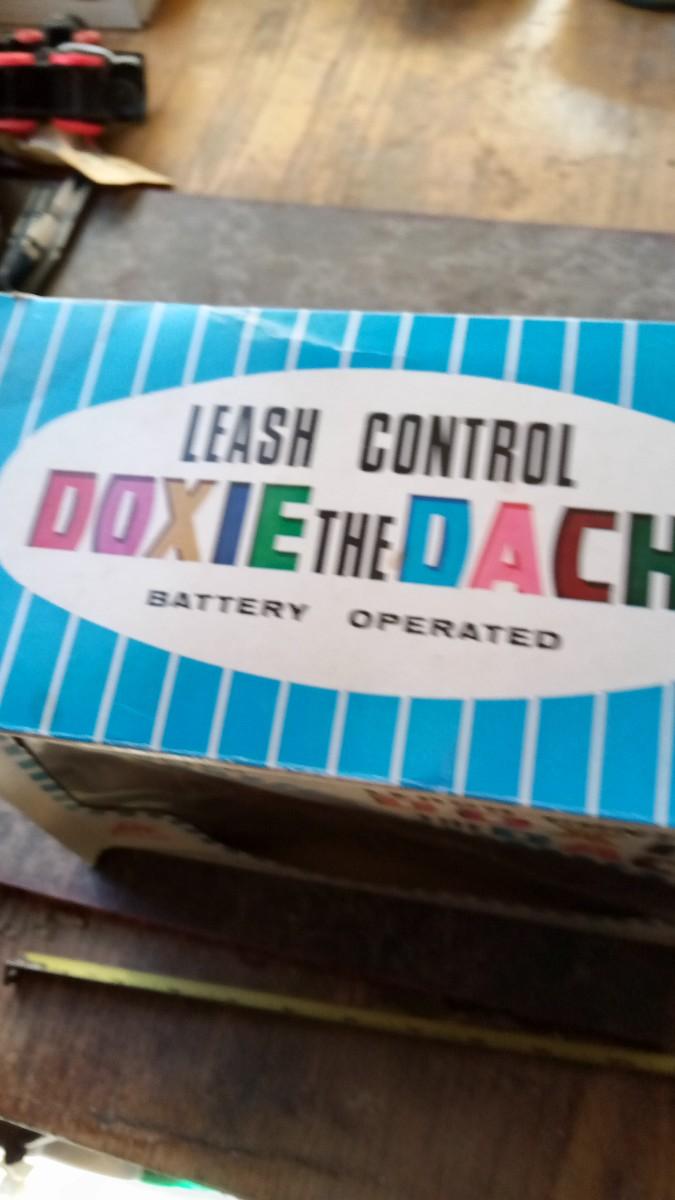 LEASH CONTROL
DOXIE THE DACH
BATTERY OPERATED